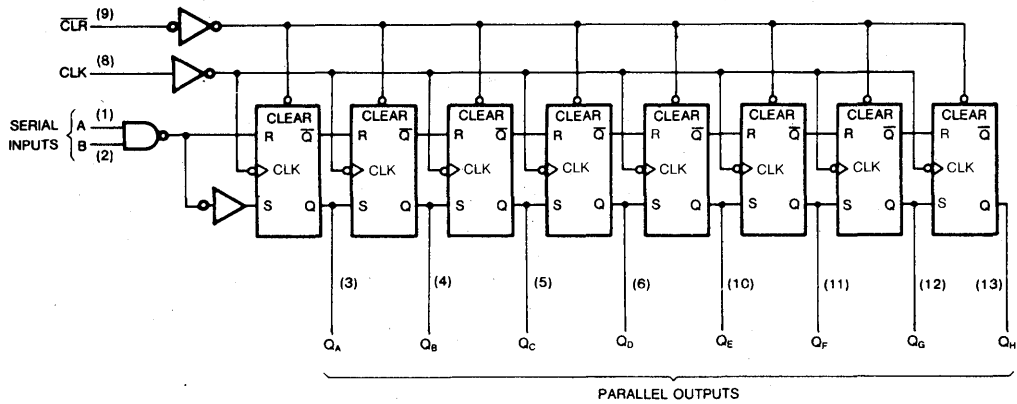 CLR (9)
CLK (8)
SERIAL INPUTS
A (1)
B (2)
CLEAR CLEAR CLEAR CLEAR CLEAR CLEAR CLEAR CLEAR
R Q R Q R Q R Q R Q R Q R Q R Q
CLK CLK CLK CLK CLK CLK CLK CLK
S Q S Q S Q S Q S Q S Q S Q S Q
(3) (4) (5) (6) (10) (11) (12) (13)
QA QB QC QD QE QF QG QH
PARALLEL OUTPUTS